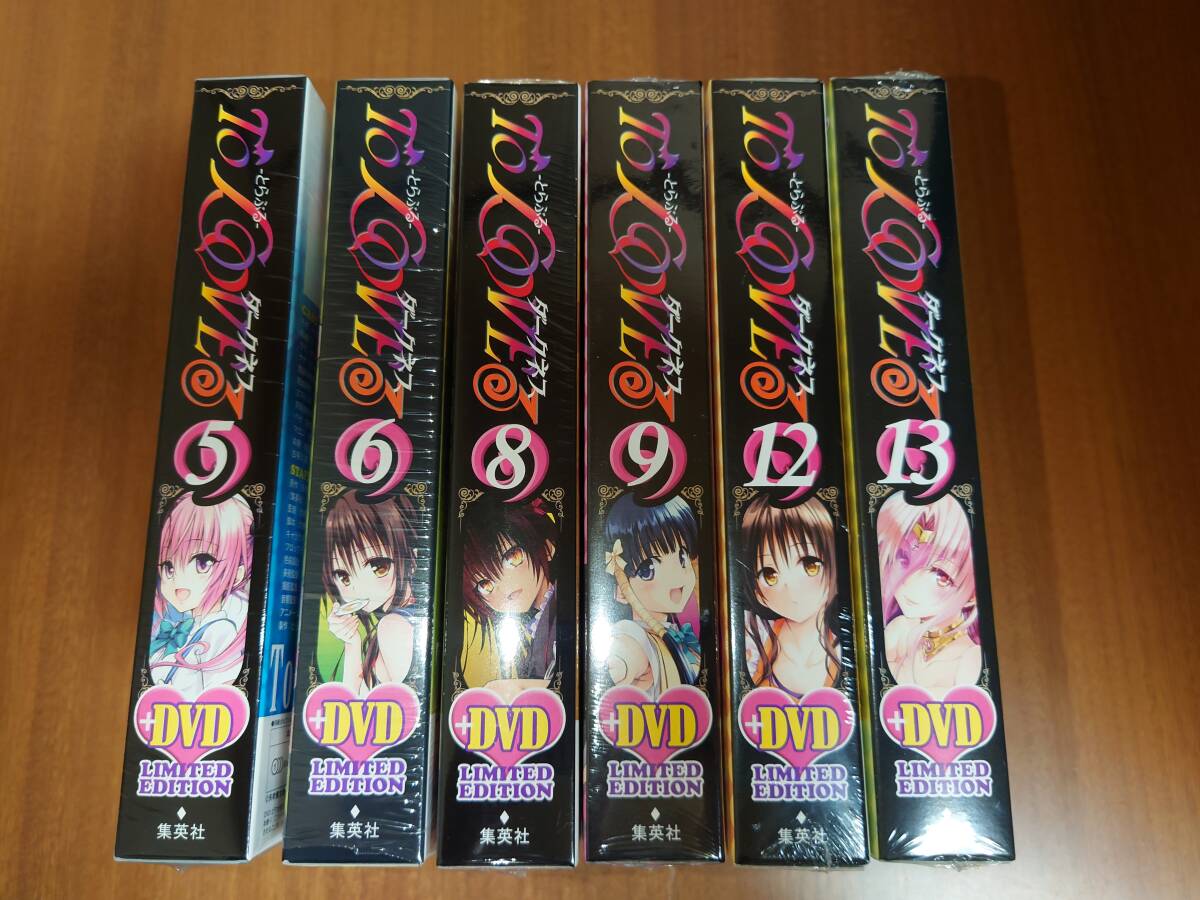 To LOVEる
-とらぶる-
ダークネス
5
+DVD
LIMITED
EDITION
集英社
To LOVEる
-とらぶる-
ダークネス
6
+DVD
LIMITED
EDITION
集英社
To LOVEる
-とらぶる-
ダークネス
8
+DVD
LIMITED
EDITION
集英社
To LOVEる
-とらぶる-
ダークネス
9
+DVD
LIMITED
EDITION
集英社
To LOVEる
-とらぶる-
ダークネス
12
+DVD
LIMITED
EDITION
集英社
To LOVEる
-とらぶる-
ダークネス
13
+DVD
LIMITED
EDITION
集英社